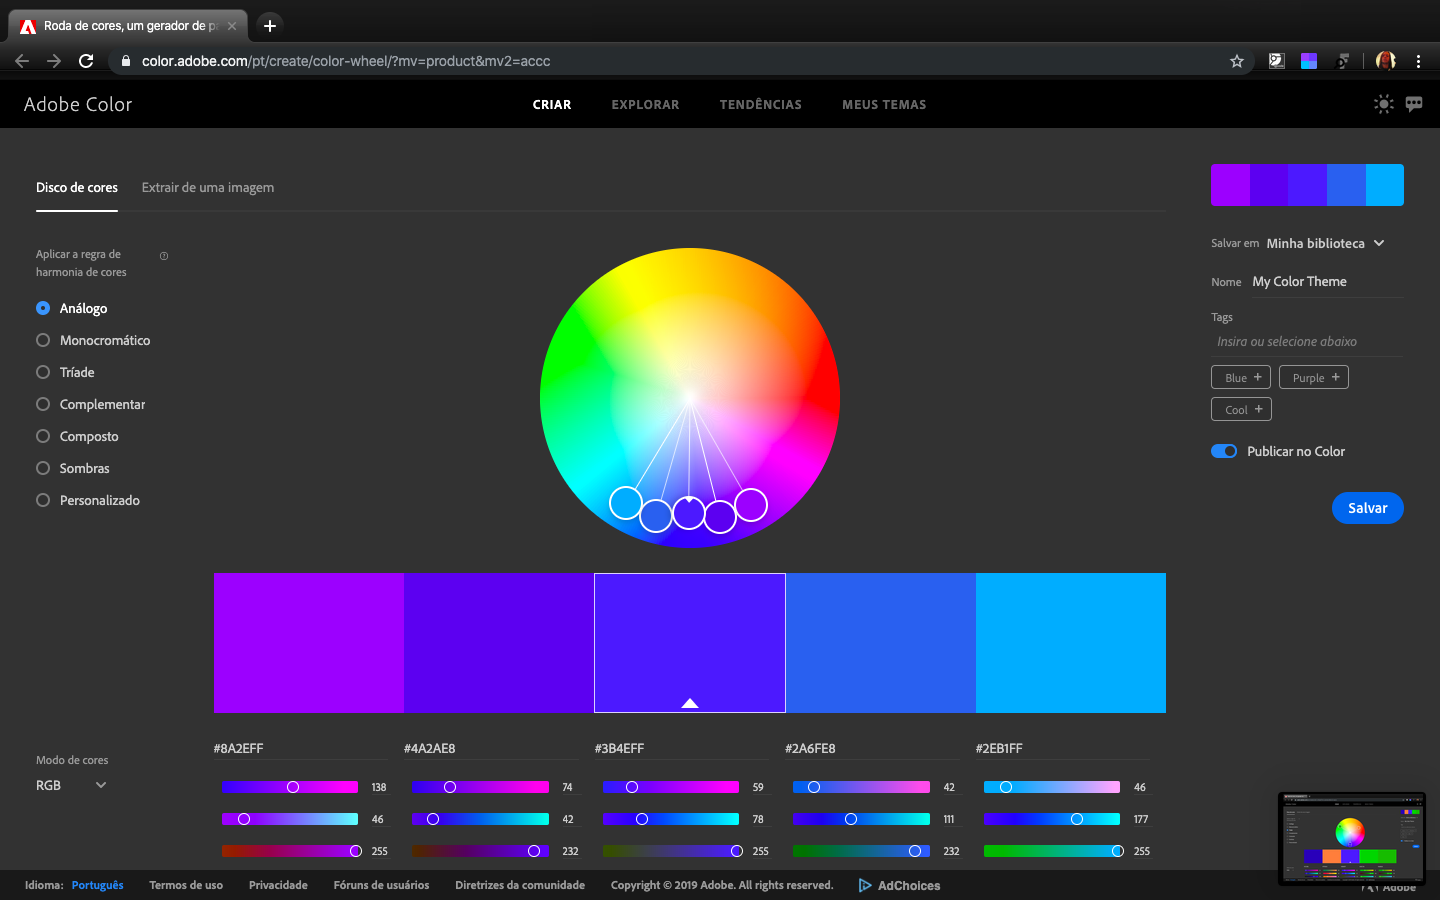 Roda de cores, um gerador de p
color.adobe.com/pt/create/color-wheel/?mv=product&mv2=accc
Adobe Color
CRIAR
EXPLORAR
TENDÊNCIAS
MEUS TEMAS
Disco de cores
Extrair de uma imagem
Aplicar a regra de
harmonia de cores
Análogo
Monocromático
Tríade
Complementar
Composto
Sombras
Personalizado
Salvar em Minha biblioteca
Nome My Color Theme
Tags
Insira ou selecione abaixo
Blue +
Purple +
Cool +
Publicar no Color
Salvar
Modo de cores
RGB
#8A2EFF
#4A2AE8
#3B4EFF
#2A6FE8
#2EB1FF
138
74
59
42
46
46
42
78
111
177
255
232
255
232
255
Idioma: Português
Termos de uso
Privacidade
Fóruns de usuários
Diretrizes da comunidade
Copyright © 2019 Adobe. All rights reserved.
AdChoices
Adobe